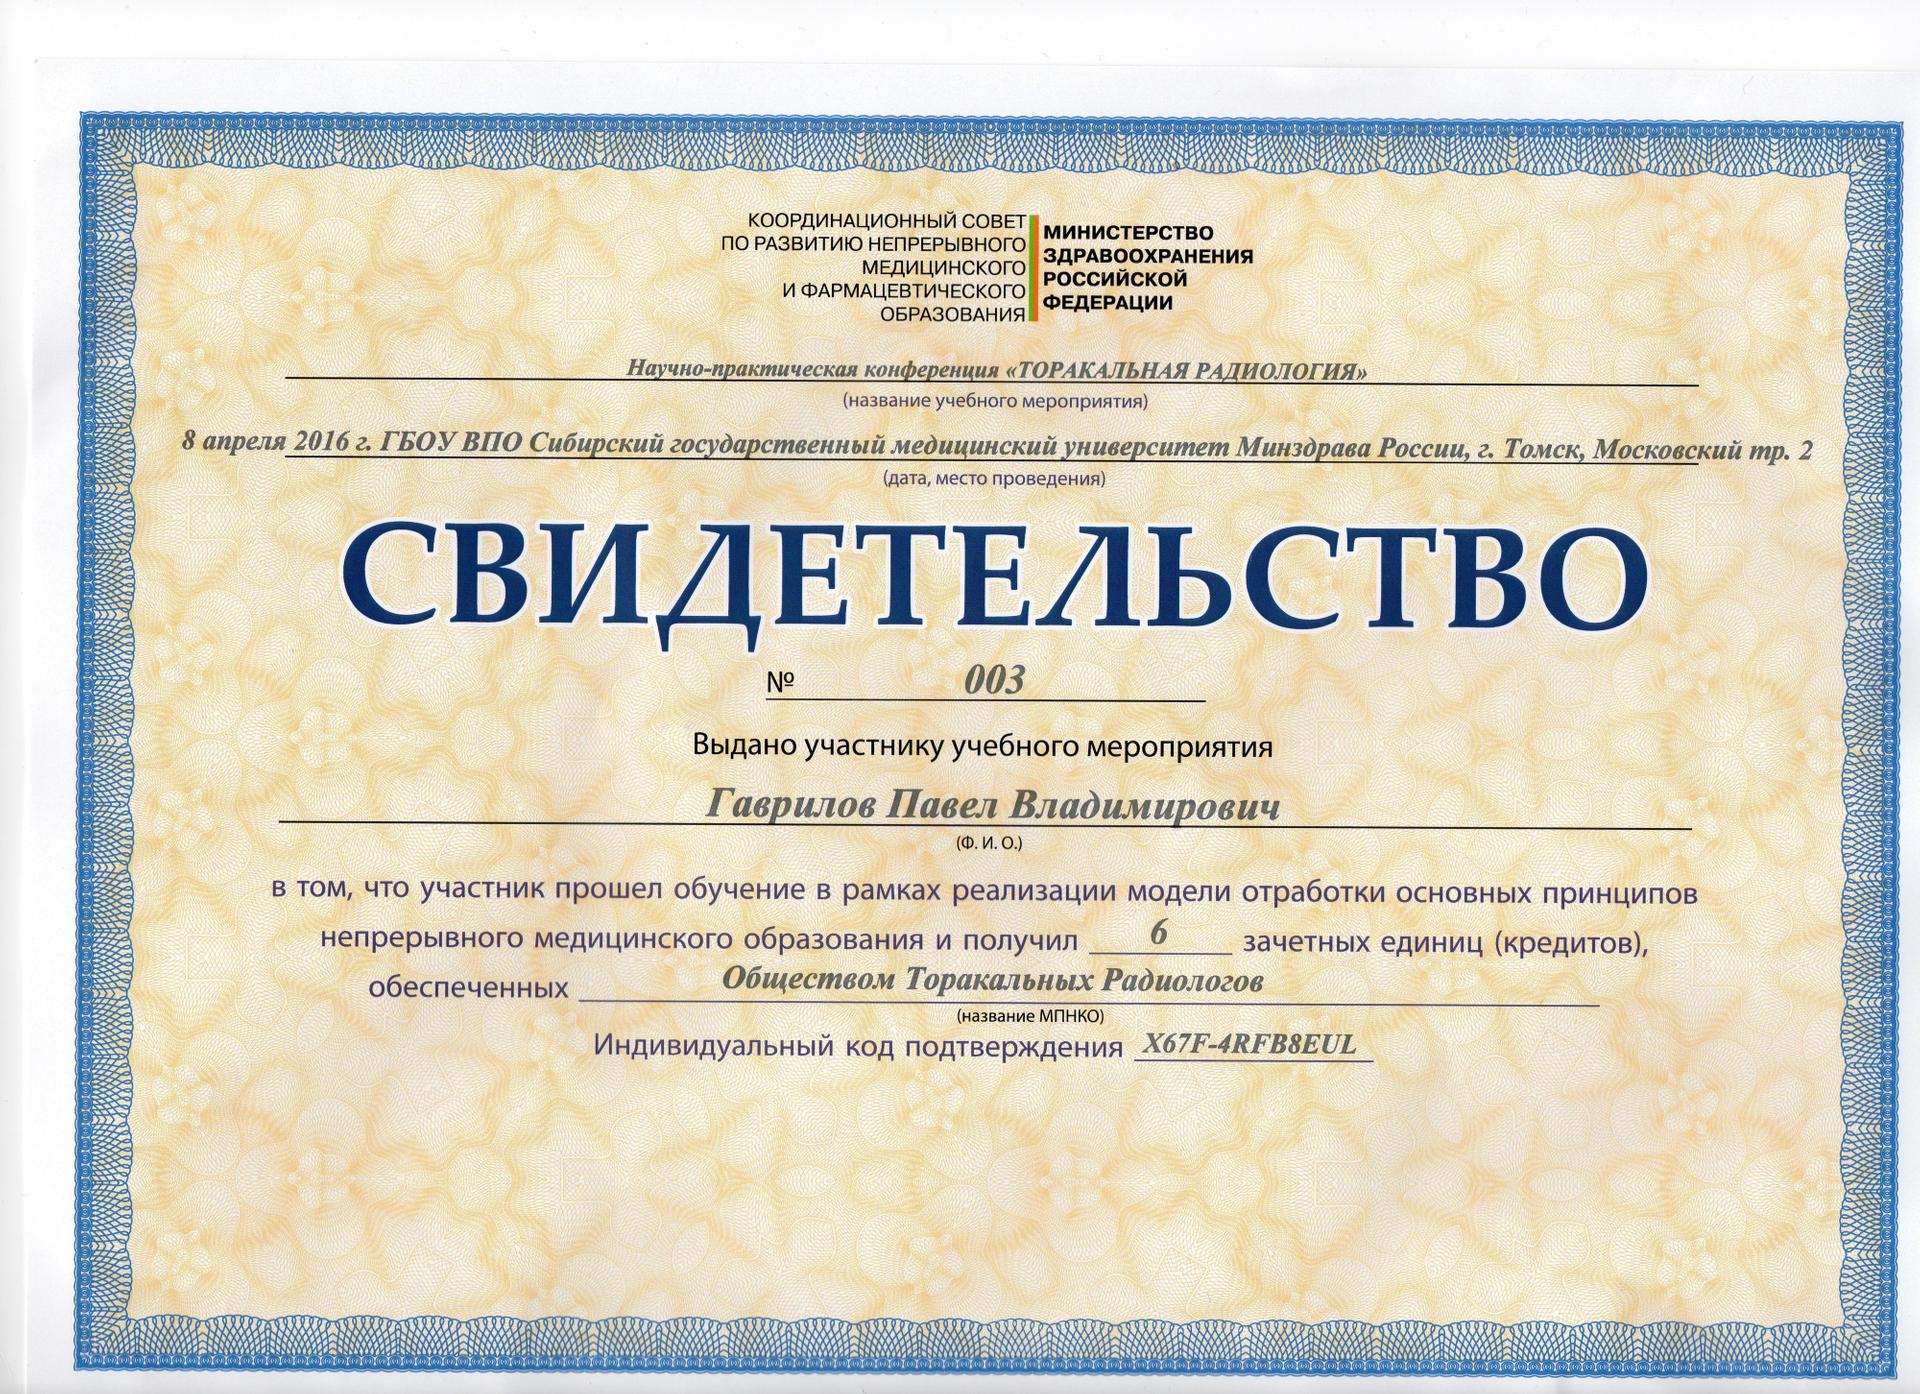 КООРДИНАЦИОННЫЙ СОВЕТ
ПО РАЗВИТИЮ НЕПРЕРЫВНОГО
МЕДИЦИНСКОГО
И ФАРМАЦЕВТИЧЕСКОГО
ОБРАЗОВАНИЯ
МИНИСТЕРСТВО
ЗДРАВООХРАНЕНИЯ
РОССИЙСКОЙ
ФЕДЕРАЦИИ
Научно-практическая конференция «ТОРАКАЛЬНАЯ РАДИОЛОГИЯ»
(название учебного мероприятия)
8 апреля 2016 г. ГБОУ ВПО Сибирский государственный медицинский университет Минздрава России, г. Томск, Московский тр. 2
(дата, место проведения)
СВИДЕТЕЛЬСТВО
№ 003
Выдано участнику учебного мероприятия
Гаврилов Павел Владимирович
(Ф. И. О.)
в том, что участник прошел обучение в рамках реализации модели отработки основных принципов
непрерывного медицинского образования и получил 6 зачетных единиц (кредитов),
обеспеченных Обществом Торакальных Радиологов
(название МПНКО)
Индивидуальный код подтверждения X67F-4RFB8EUL